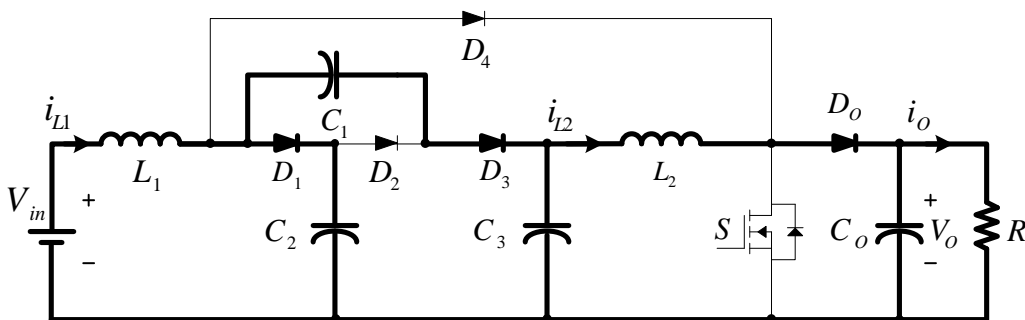 D4
C1
iL1
iL2
DO
iO
L1
D1
D2
D3
L2
Vin
+
−
C2
C3
S
CO
+
VO
−
R